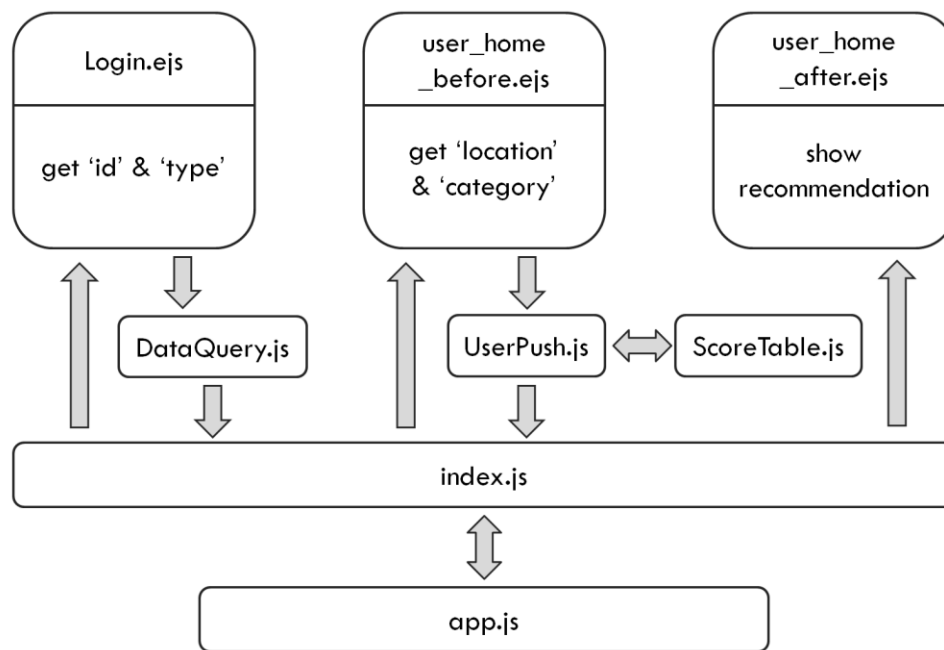 Login.ejs
get ‘id’ & ‘type’
user_home
_before.ejs
get ‘location’
& ‘category’
user_home
_after.ejs
show
recommendation
DataQuery.js
UserPush.js
ScoreTable.js
index.js
app.js